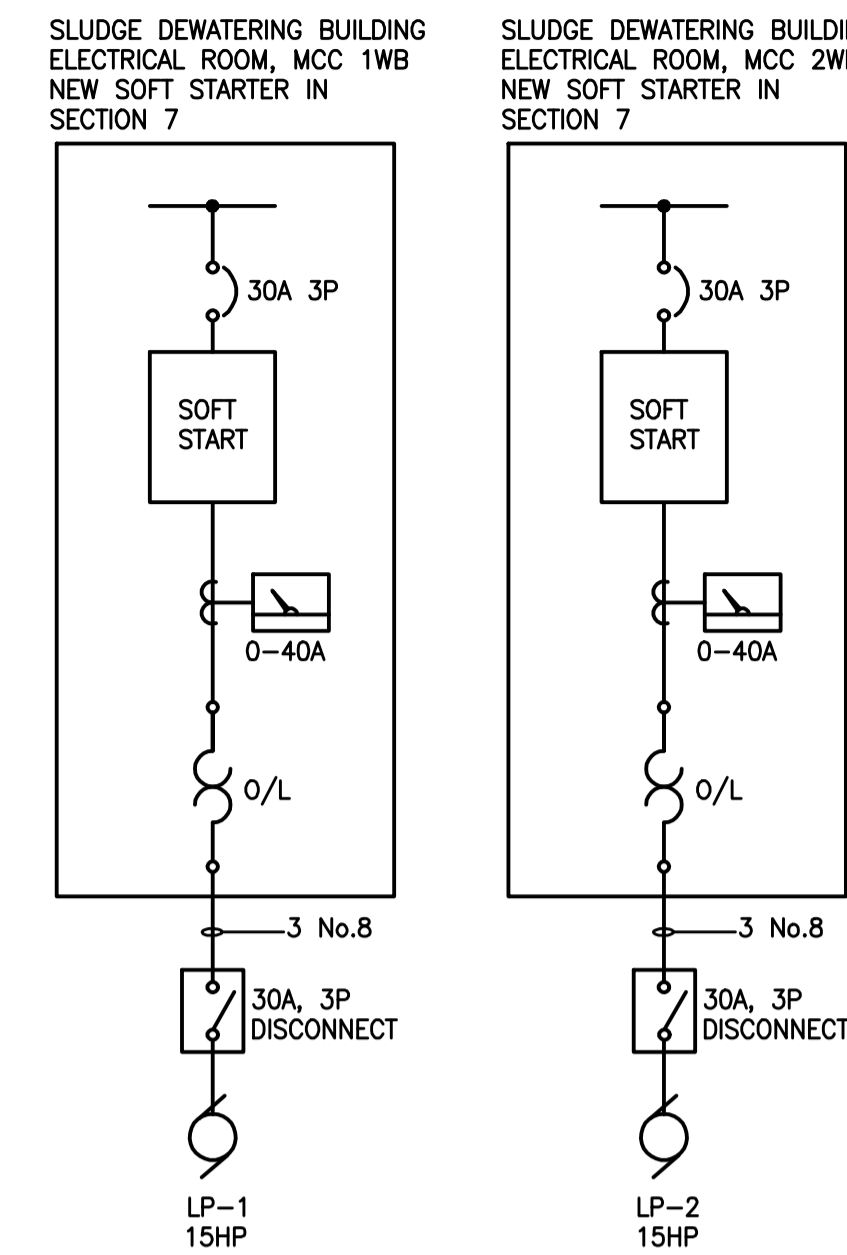 SLUDGE DEWATERING BUILDING
ELECTRICAL ROOM, MCC 1WB
NEW SOFT STARTER IN
SECTION 7
30A 3P
SOFT
START
0-40A
O/L
3 No.8
30A, 3P
DISCONNECT
LP-1
15HP
SLUDGE DEWATERING
ELECTRICAL ROOM, MCC
NEW SOFT STARTER IN
SECTION 7
30A 3P
SOFT
START
0-40A
O/L
3 No.8
30A, 3P
DISCONNECT
LP-2
15HP